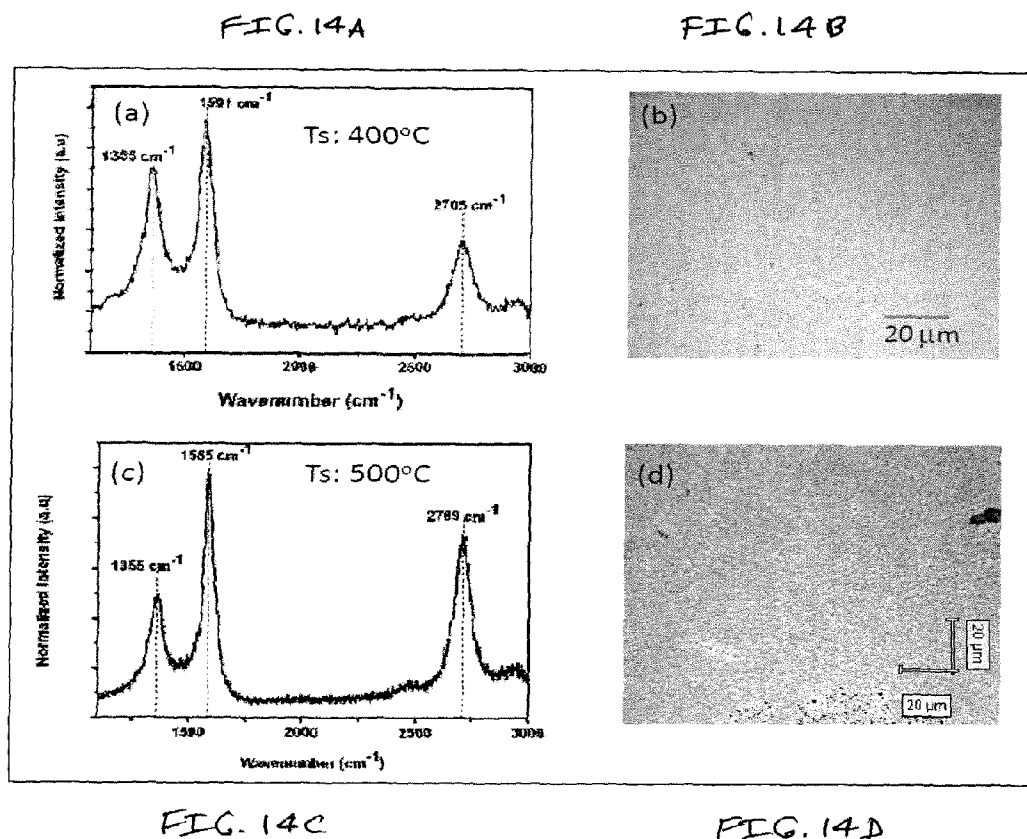 FIG. 14A
FIG. 14B
(a)
1591 cm⁻¹
Ts: 400°C
1355 cm⁻¹
2705 cm⁻¹
Normalized Intensity (a.u)
1500 2000 2500 3000
Wavenumber (cm⁻¹)
(b)
20 μm
(c)
1585 cm⁻¹
Ts: 500°C
1355 cm⁻¹
2709 cm⁻¹
Normalized Intensity (a.u)
1500 2000 2500 3000
Wavenumber (cm⁻¹)
(d)
20 μm
20 μm
FIG. 14C
FIG. 14D